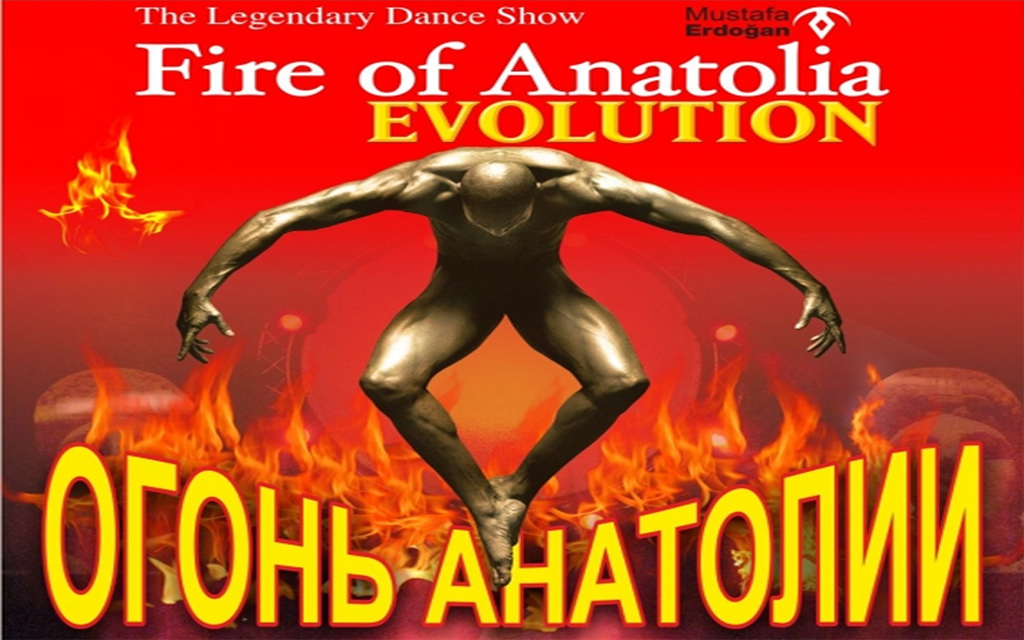 The Legendary Dance Show
Mustafa
Erdoğan
Fire of Anatolia
EVOLUTION
ОГОНЬ АНАТОЛИИ